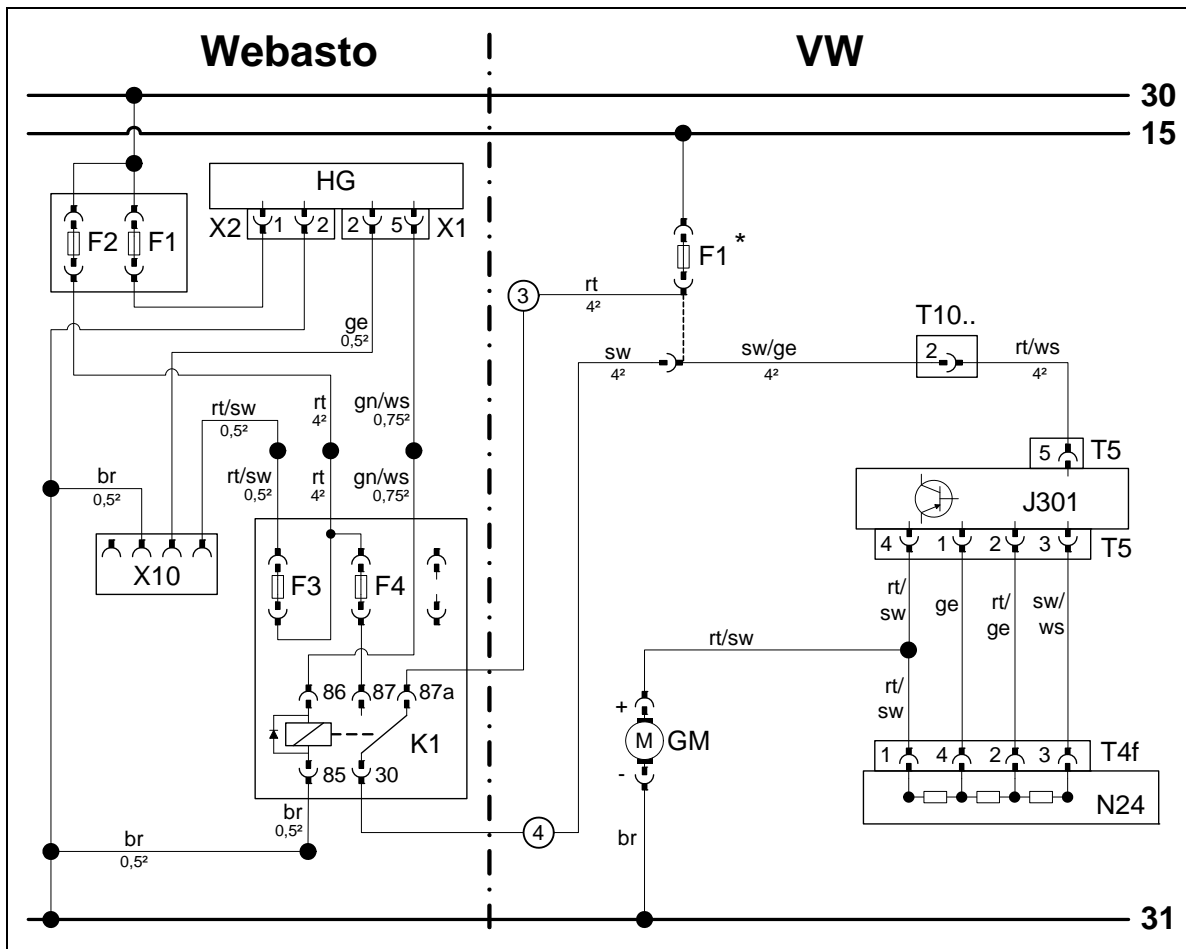 Webasto
VW
30
15
HG
X2 1 2 2 5 X1
F2 F1
F1 *
3
rt
4²
ge
0,5²
T10..
2
sw
4²
sw/ge
4²
rt/ws
4²
rt/sw
0,5²
rt
4²
gn/ws
0,75²
5 T5
br
0,5²
rt/sw
0,5²
rt
4²
gn/ws
0,75²
J301
4 1 2 3 T5
X10
F3 F4
rt/
sw
ge
rt/
ge
sw/
ws
rt/sw
86 87 87a
rt/
sw
+
M GM
-
K1
85 30
1 4 2 3 T4f
N24
br
0,5²
4
br
0,5²
br
31